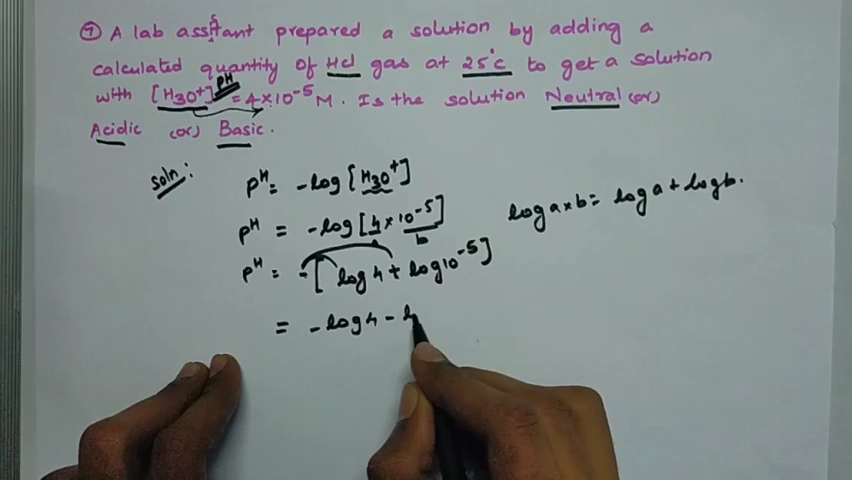 ⑦ A lab assistant prepared a solution by adding a
calculated quantity of HCl gas at 25°C to get a solution
pH
with [H3O+] = 4×10⁻⁵ M. Is the solution Neutral (or)
Acidic (or) Basic.
soln:
pH = -log[H3O+]
pH = -log[4 × 10⁻⁵]
b
log a×b = log a + log b.
pH = -[log 4 + log 10⁻⁵]
= -log 4 - l